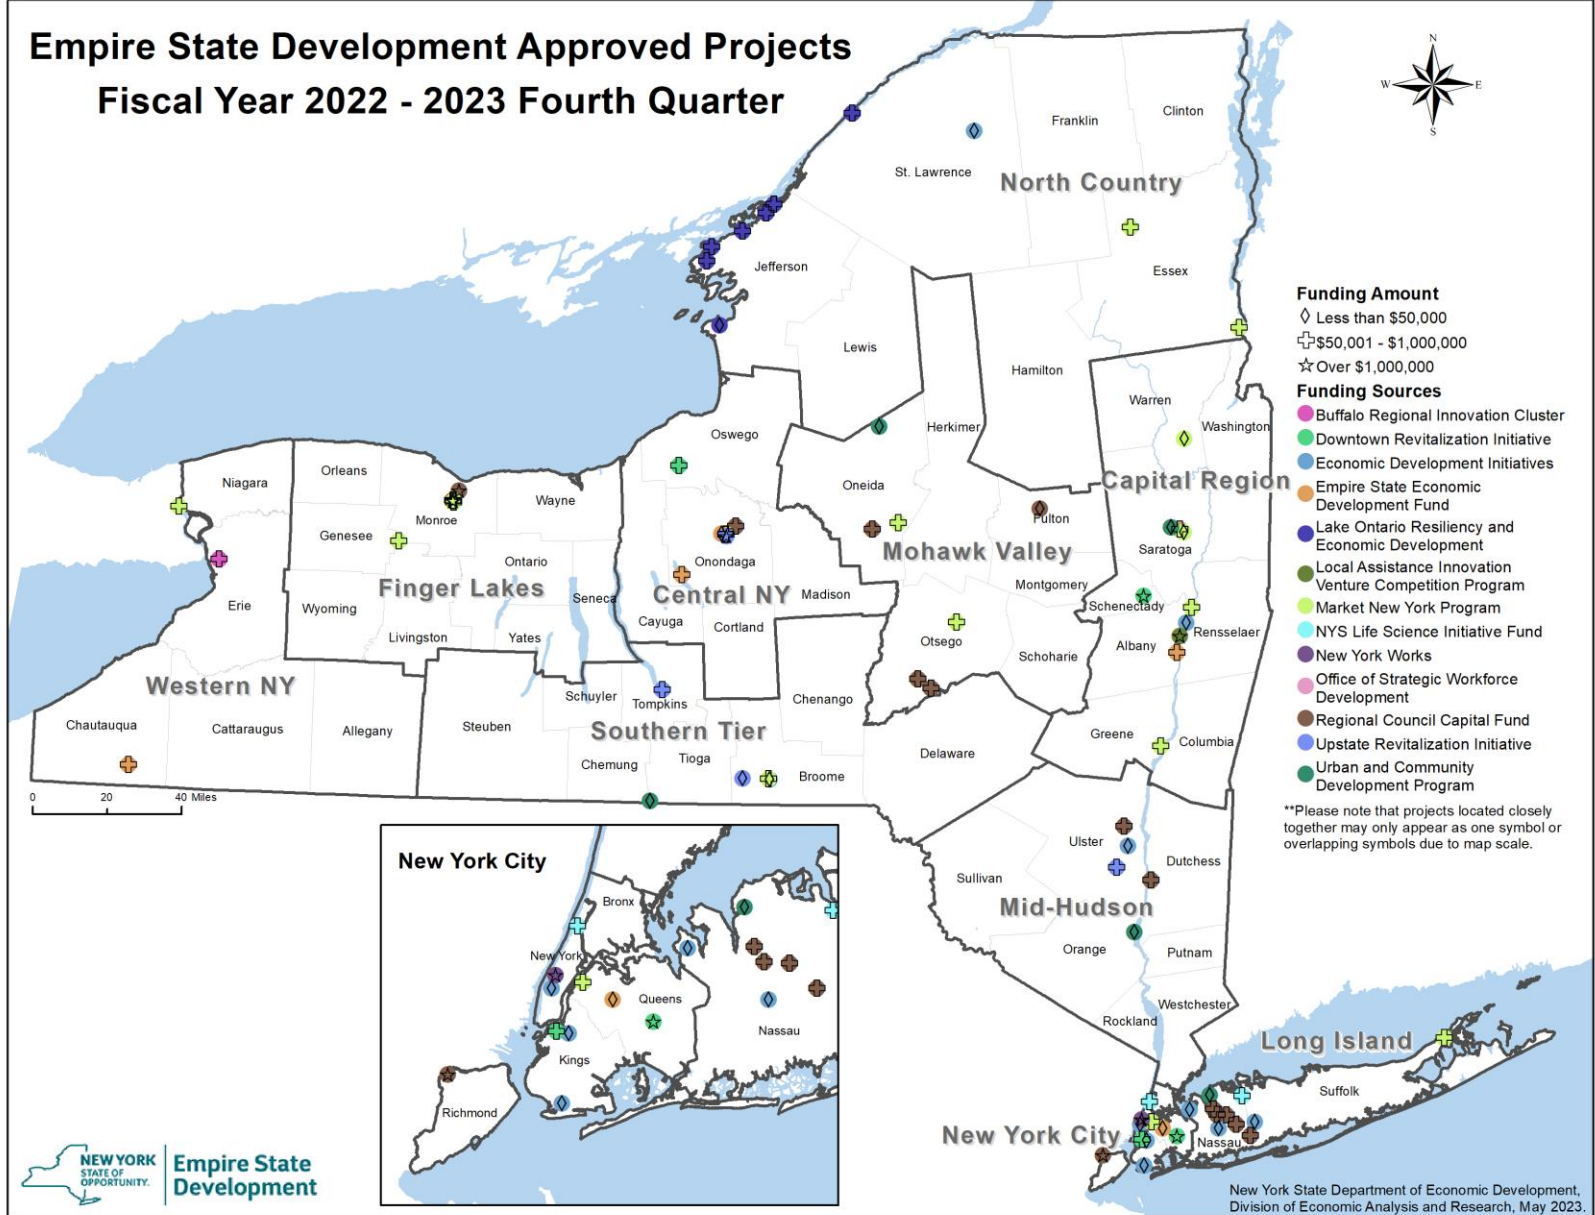 Empire State Development Approved Projects
Fiscal Year 2022 - 2023 Fourth Quarter
N
W
E
S
Clinton
Franklin
St. Lawrence
North Country
Jefferson
Essex
Lewis
Hamilton
Warren
Washington
Herkimer
Oswego
Oneida
Capital Region
Fulton
Saratoga
Mohawk Valley
Montgomery
Schenectady
Rensselaer
Albany
Otsego
Schoharie
Greene
Columbia
Delaware
Niagara
Orleans
Monroe
Wayne
Genesee
Ontario
Finger Lakes
Seneca
Onondaga
Central NY
Madison
Erie
Wyoming
Livingston
Yates
Cayuga
Cortland
Western NY
Chautauqua
Cattaraugus
Allegany
Steuben
Schuyler
Tompkins
Chenango
Southern Tier
Chemung
Tioga
Broome
0
20
40 Miles
Ulster
Dutchess
Sullivan
Mid-Hudson
Orange
Putnam
Westchester
Rockland
Long Island
Suffolk
New York City
Nassau
Funding Amount
Less than $50,000
$50,001 - $1,000,000
Over $1,000,000
Funding Sources
Buffalo Regional Innovation Cluster
Downtown Revitalization Initiative
Economic Development Initiatives
Empire State Economic
Development Fund
Lake Ontario Resiliency and
Economic Development
Local Assistance Innovation
Venture Competition Program
Market New York Program
NYS Life Science Initiative Fund
New York Works
Office of Strategic Workforce
Development
Regional Council Capital Fund
Upstate Revitalization Initiative
Urban and Community
Development Program
**Please note that projects located closely
together may only appear as one symbol or
overlapping symbols due to map scale.
New York City
Bronx
New York
Queens
Nassau
Kings
Richmond
NEW YORK
STATE OF
OPPORTUNITY.
Empire State
Development
New York State Department of Economic Development,
Division of Economic Analysis and Research, May 2023.